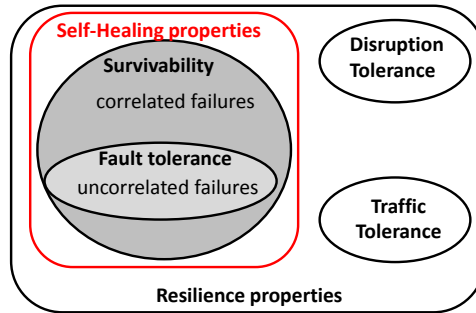 Self-Healing properties
Survivability
correlated failures
Fault tolerance
uncorrelated failures
Disruption
Tolerance
Traffic
Tolerance
Resilience properties